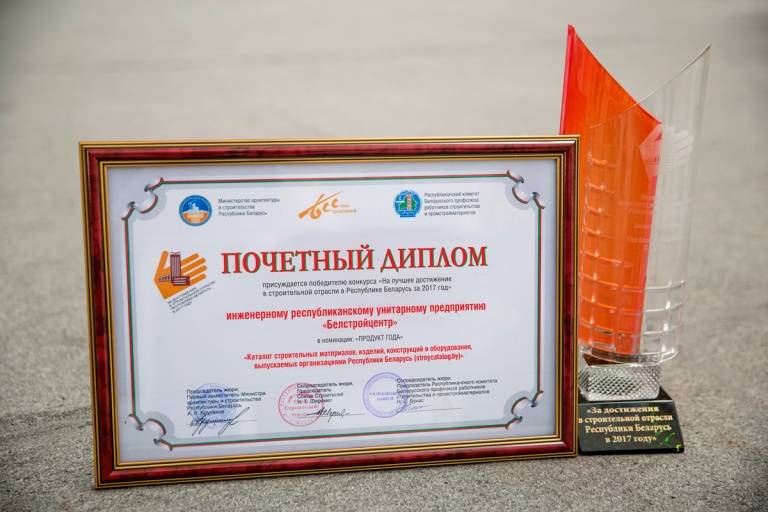 Министерство архитектуры
и строительства
Республики Беларусь
Республиканский комитет
Белорусского профсоюза
работников строительства
и промстройматериалов
ПОЧЕТНЫЙ ДИПЛОМ
присуждается победителю конкурса «На лучшее достижение
в строительной отрасли в Республике Беларусь за 2017 год»
инженерному республиканскому унитарному предприятию
«Белстройцентр»
в номинации: «ПРОДУКТ ГОДА»
«Каталог строительных материалов, изделий, конструкций и оборудования,
выпускаемых организациями Республики Беларусь (stroycatalog.by)»
Председатель жюри,
Первый заместитель Министра
архитектуры и строительства
Республики Беларусь
Сопредседатель жюри,
Председатель
Союза Строителей
Н. Т. Шеремет
Сопредседатель жюри,
Председатель Республиканского комитета
Белорусского профсоюза работников
строительства и промстройматериалов
«За достижения
в строительной отрасли
Республики Беларусь
в 2017 году»